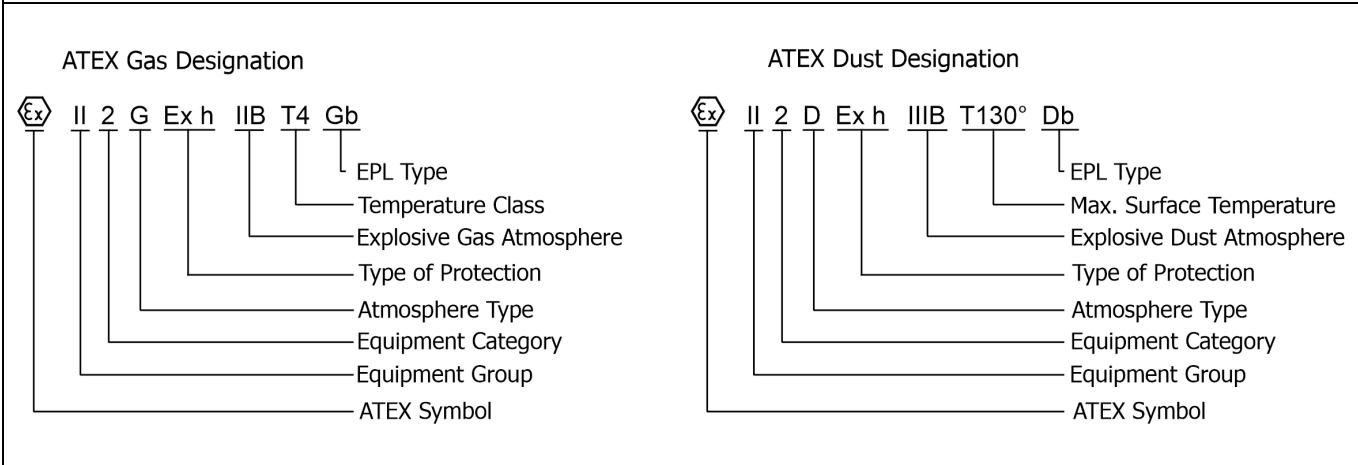 ATEX Gas Designation
Ex II 2 G Ex h IIB T4 Gb
EPL Type
Temperature Class
Explosive Gas Atmosphere
Type of Protection
Atmosphere Type
Equipment Category
Equipment Group
ATEX Symbol
ATEX Dust Designation
Ex II 2 D Ex h IIIB T130° Db
EPL Type
Max. Surface Temperature
Explosive Dust Atmosphere
Type of Protection
Atmosphere Type
Equipment Category
Equipment Group
ATEX Symbol